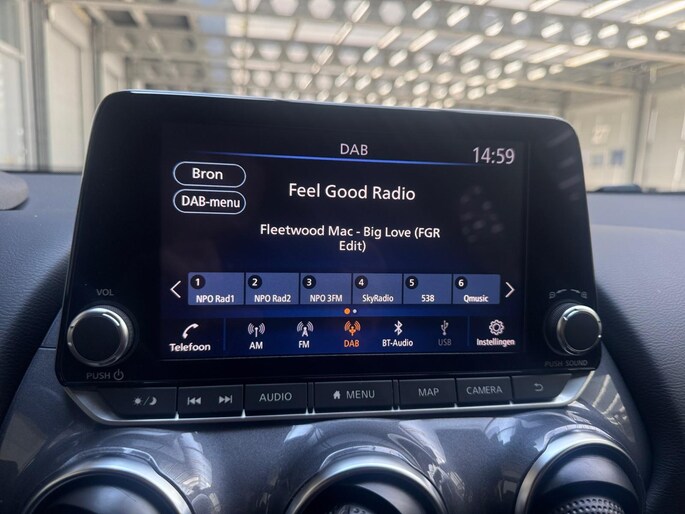 DAB
14:59
Bron
DAB-menu
Feel Good Radio
Fleetwood Mac - Big Love (FGR
Edit)
1 2 3 4 5 6
NPO Rad1 NPO Rad2 NPO 3FM SkyRadio 538 Qmusic
Telefoon AM FM DAB BT-Audio USB Instellingen
VOL
PUSH
PUSH SOUND
AUDIO MENU MAP CAMERA